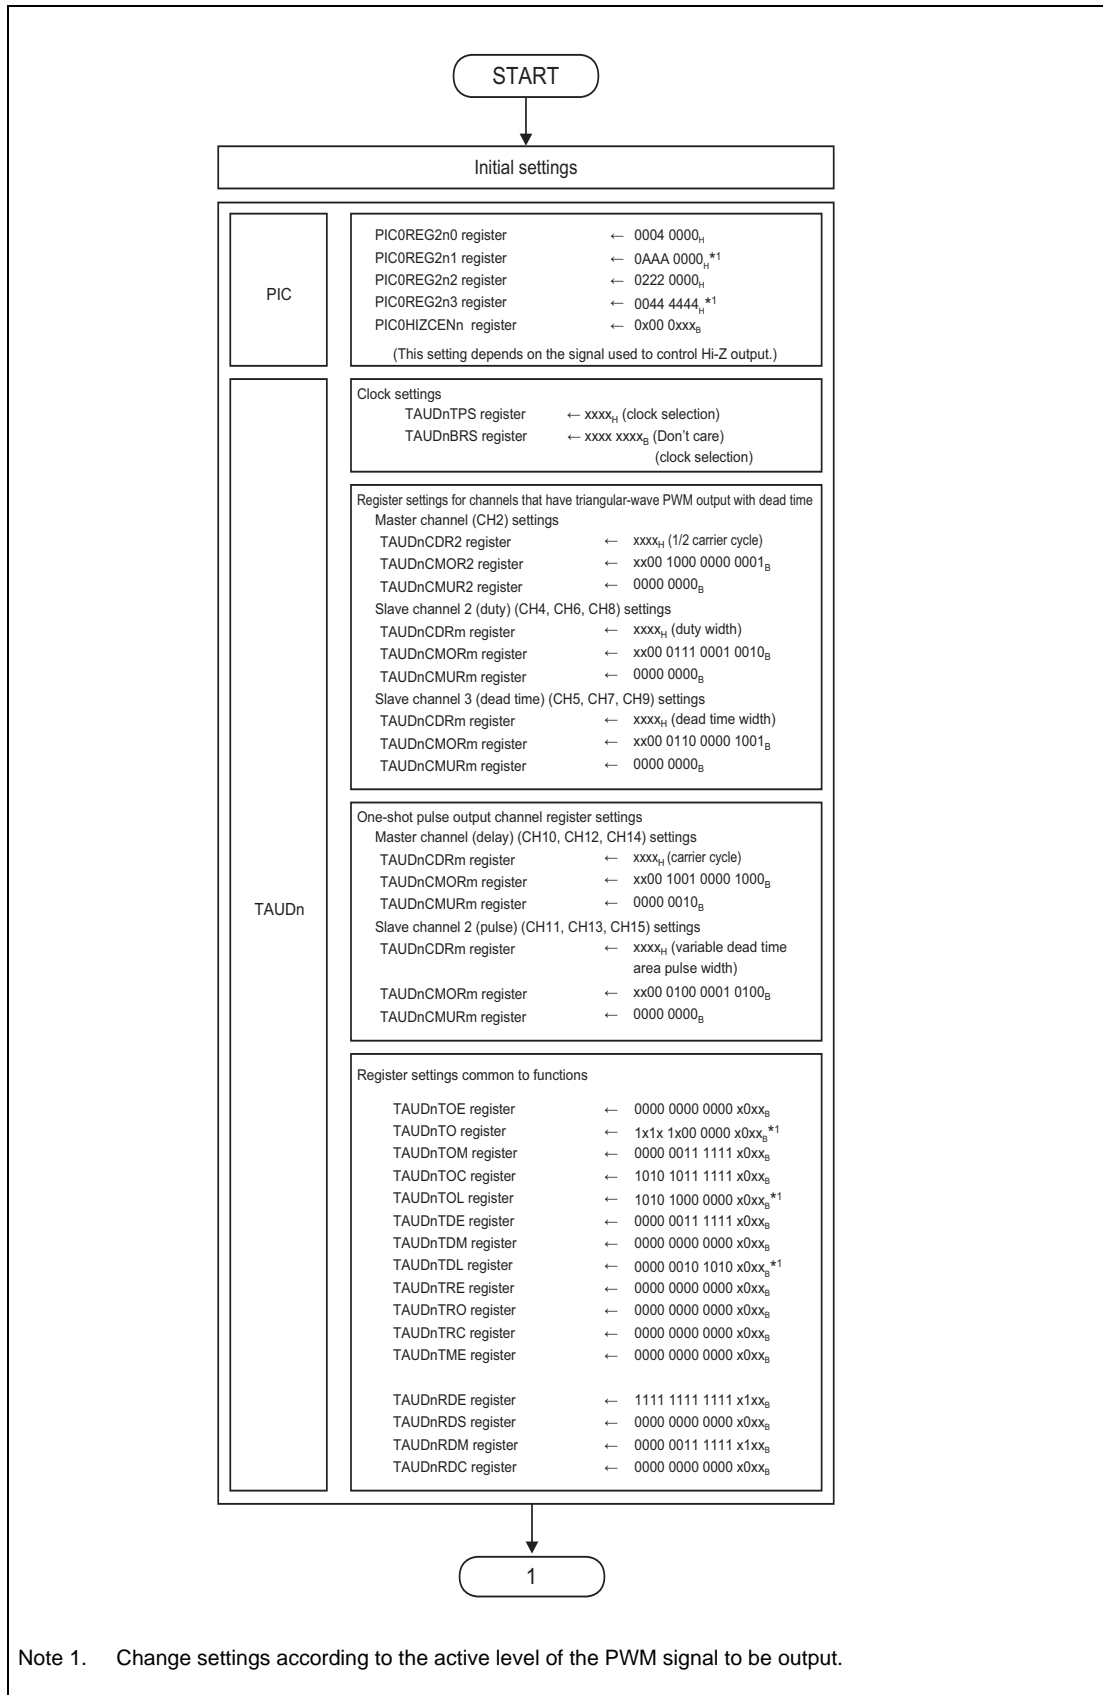 START
Initial settings
PIC
PIC0REG2n0 register ← 0004 0000H
PIC0REG2n1 register ← 0AAA 0000H*1
PIC0REG2n2 register ← 0222 0000H
PIC0REG2n3 register ← 0044 4444H*1
PIC0HIZCENn register ← 0x00 0xxxB
(This setting depends on the signal used to control Hi-Z output.)
TAUDn
Clock settings
TAUDnTPS register ← xxxxH (clock selection)
TAUDnBRS register ← xxxx xxxxB (Don't care)
(clock selection)
Register settings for channels that have triangular-wave PWM output with dead time
Master channel (CH2) settings
TAUDnCDR2 register ← xxxxH (1/2 carrier cycle)
TAUDnCMOR2 register ← xx00 1000 0000 0001B
TAUDnCMUR2 register ← 0000 0000B
Slave channel 2 (duty) (CH4, CH6, CH8) settings
TAUDnCDRm register ← xxxxH (duty width)
TAUDnCMORm register ← xx00 0111 0001 0010B
TAUDnCMURm register ← 0000 0000B
Slave channel 3 (dead time) (CH5, CH7, CH9) settings
TAUDnCDRm register ← xxxxH (dead time width)
TAUDnCMORm register ← xx00 0110 0000 1001B
TAUDnCMURm register ← 0000 0000B
One-shot pulse output channel register settings
Master channel (delay) (CH10, CH12, CH14) settings
TAUDnCDRm register ← xxxxH (carrier cycle)
TAUDnCMORm register ← xx00 1001 0000 1000B
TAUDnCMURm register ← 0000 0010B
Slave channel 2 (pulse) (CH11, CH13, CH15) settings
TAUDnCDRm register ← xxxxH (variable dead time
area pulse width)
TAUDnCMORm register ← xx00 0100 0001 0100B
TAUDnCMURm register ← 0000 0000B
Register settings common to functions
TAUDnTOE register ← 0000 0000 0000 x0xxB
TAUDnTO register ← 1x1x 1x00 0000 x0xxB*1
TAUDnTOM register ← 0000 0011 1111 x0xxB
TAUDnTOC register ← 1010 1011 1111 x0xxB
TAUDnTOL register ← 1010 1000 0000 x0xxB*1
TAUDnTDE register ← 0000 0011 1111 x0xxB
TAUDnTDM register ← 0000 0000 0000 x0xxB
TAUDnTDL register ← 0000 0010 1010 x0xxB*1
TAUDnTRE register ← 0000 0000 0000 x0xxB
TAUDnTRO register ← 0000 0000 0000 x0xxB
TAUDnTRC register ← 0000 0000 0000 x0xxB
TAUDnTME register ← 0000 0000 0000 x0xxB
TAUDnRDE register ← 1111 1111 1111 x1xxB
TAUDnRDS register ← 0000 0000 0000 x0xxB
TAUDnRDM register ← 0000 0011 1111 x1xxB
TAUDnRDC register ← 0000 0000 0000 x0xxB
1
Note 1. Change settings according to the active level of the PWM signal to be output.